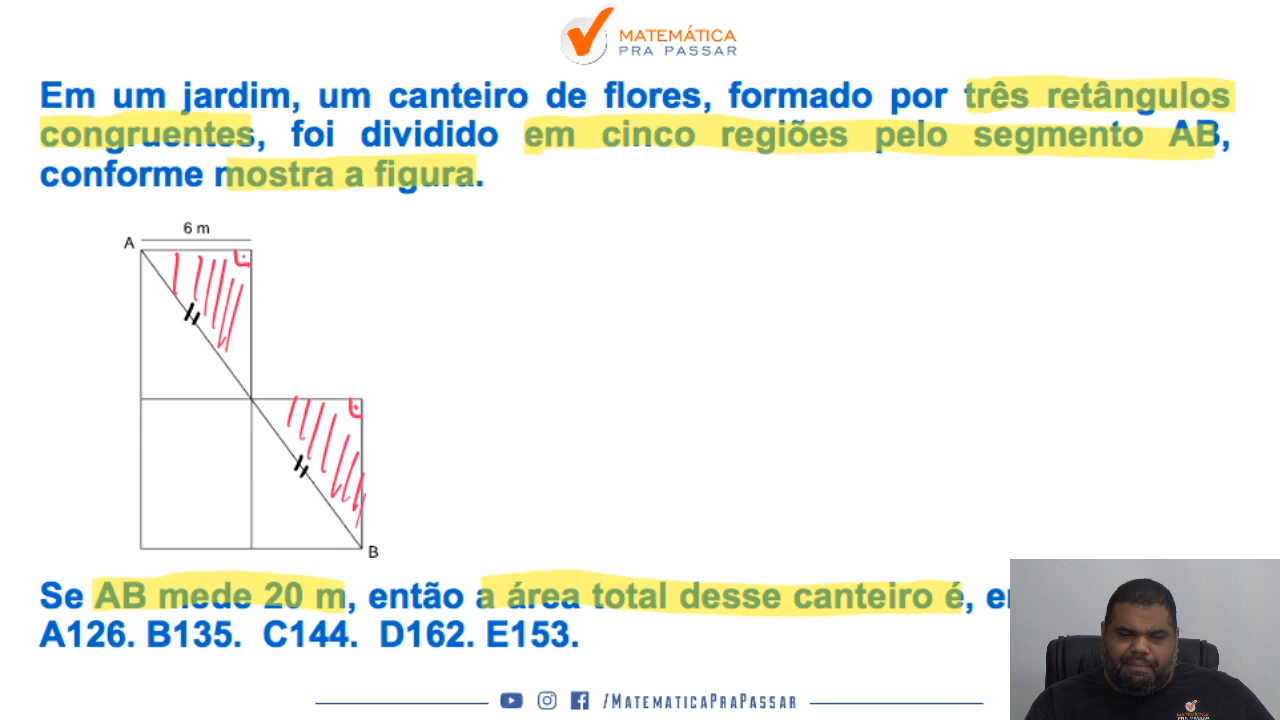 MATEMÁTICA
PRA PASSAR
Em um jardim, um canteiro de flores, formado por três retângulos
congruentes, foi dividido em cinco regiões pelo segmento AB,
conforme mostra a figura.
6 m
A
B
Se AB mede 20 m, então a área total desse canteiro é,
A126. B135. C144. D162. E153.
/MATEMATICAPRAPASSAR